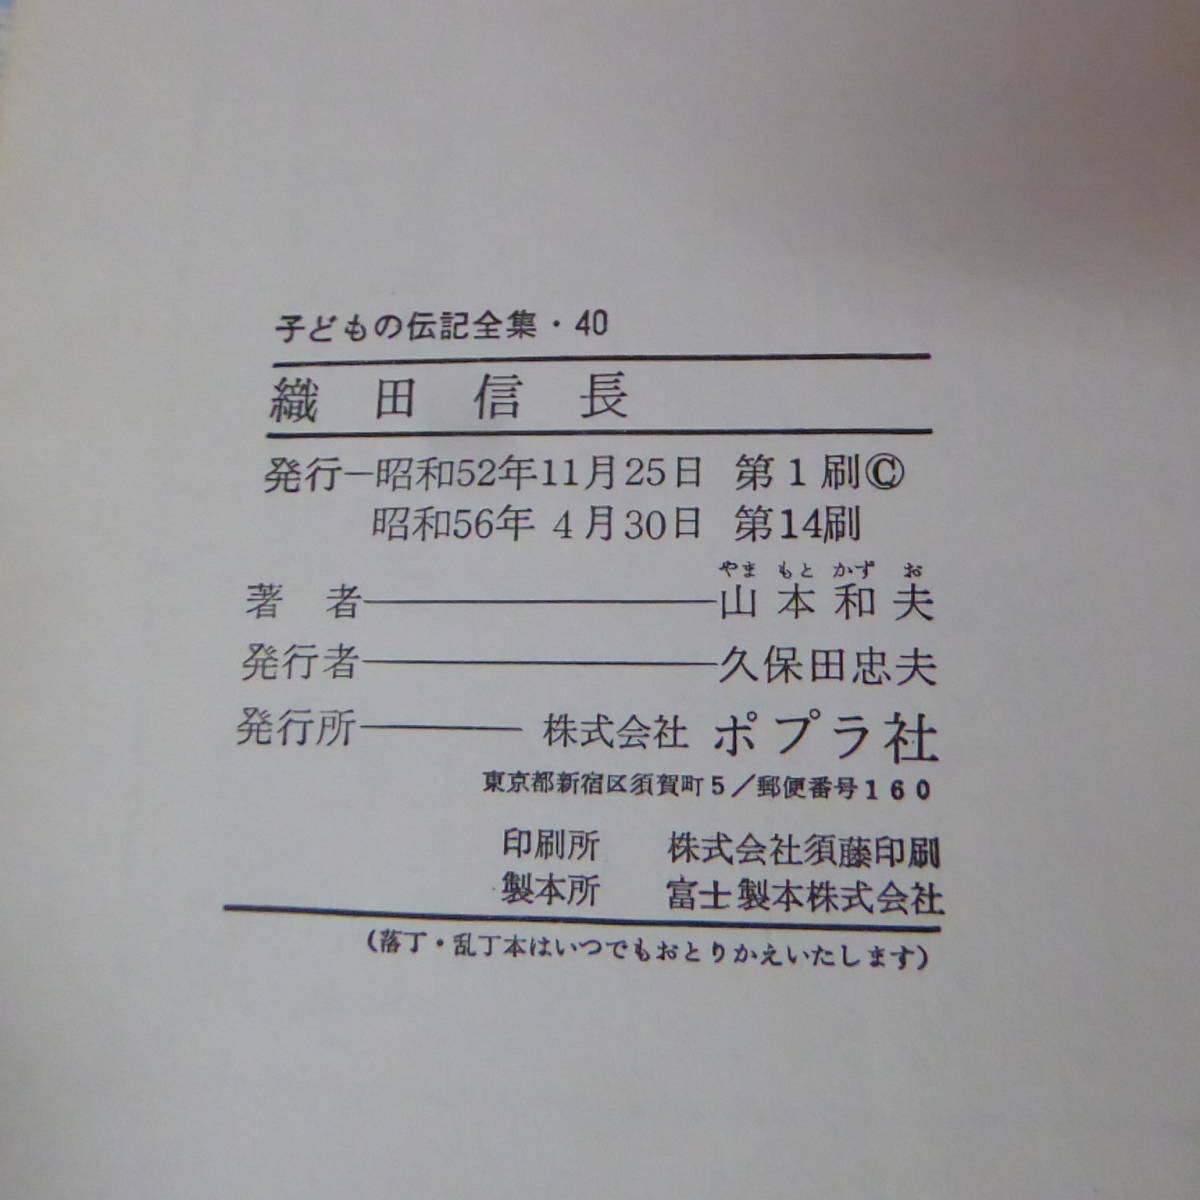 子どもの伝記全集・40
織田信長
発行―昭和52年11月25日 第1刷©
昭和56年 4月30日 第14刷
やま もと かず お
著 者――――――山本和夫
発行者――――――久保田忠夫
発行所―――株式会社 ポプラ社
東京都新宿区須賀町5/郵便番号160
印刷所 株式会社須藤印刷
製本所 富士製本株式会社
(落丁・乱丁本はいつでもおとりかえいたします)